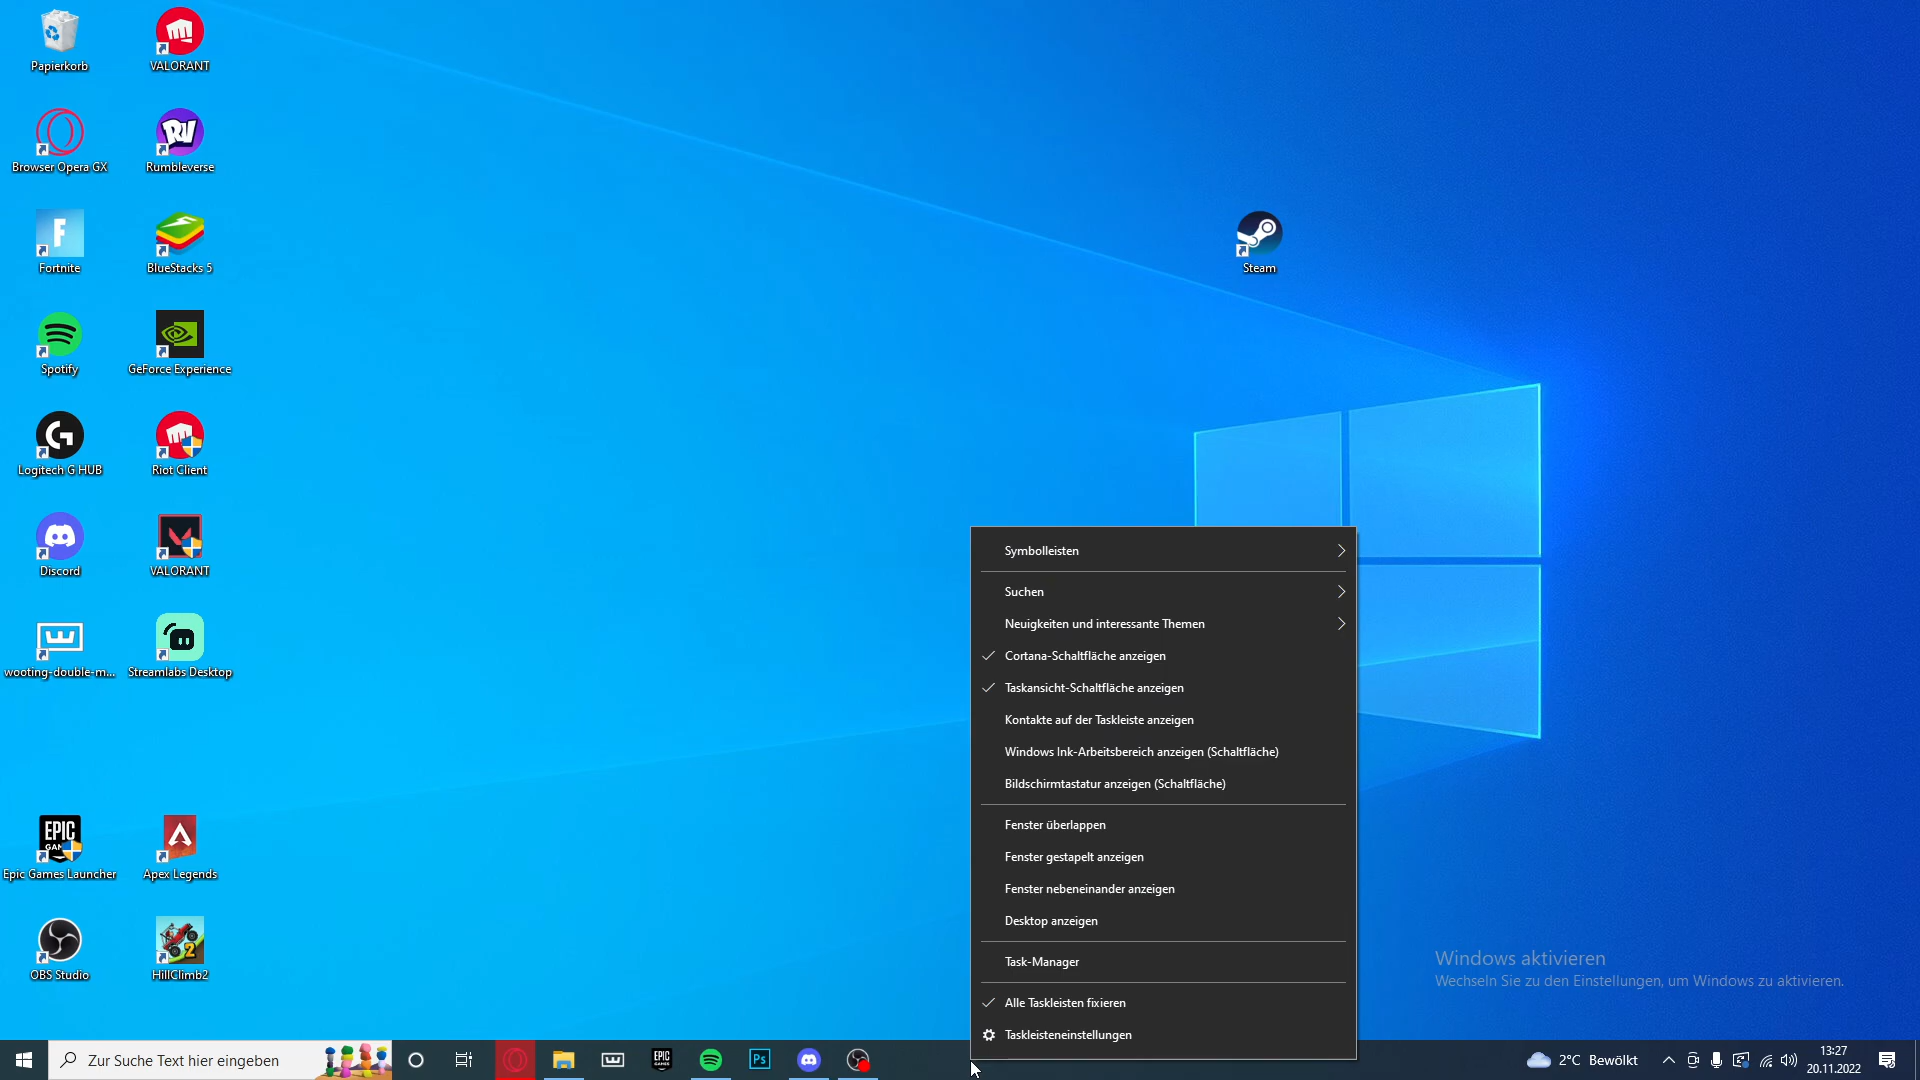 Papierkorb
VALORANT
Browser Opera GX
Rumbleverse
Fortnite
BlueStacks 5
Steam
Spotify
GeForce Experience
Logitech G HUB
Riot Client
Discord
VALORANT
wooting-double-m...
Streamlabs Desktop
EPIC
GAM
Epic Games Launcher
Apex Legends
OBS Studio
HillClimb2
Symbolleisten
Suchen
Neuigkeiten und interessante Themen
Cortana-Schaltfläche anzeigen
Taskansicht-Schaltfläche anzeigen
Kontakte auf der Taskleiste anzeigen
Windows Ink-Arbeitsbereich anzeigen (Schaltfläche)
Bildschirmtastatur anzeigen (Schaltfläche)
Fenster überlappen
Fenster gestapelt anzeigen
Fenster nebeneinander anzeigen
Desktop anzeigen
Task-Manager
Alle Taskleisten fixieren
Taskleisteneinstellungen
Windows aktivieren
Wechseln Sie zu den Einstellungen, um Windows zu aktivieren.
Zur Suche Text hier eingeben
EPIC
GAMES
Ps
2°C Bewölkt
13:27
20.11.2022